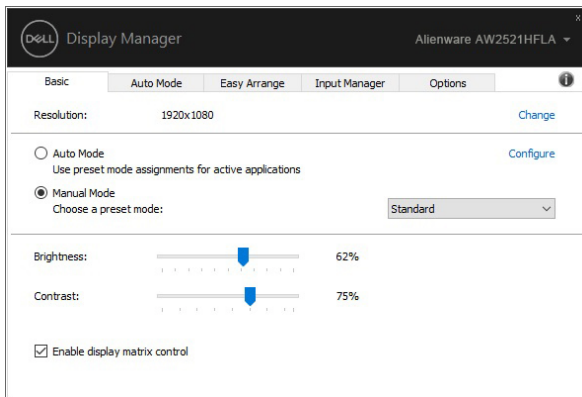 DELL Display Manager
Alienware AW2521HFLA
Basic Auto Mode Easy Arrange Input Manager Options
Resolution: 1920x1080 Change
Auto Mode Configure
Use preset mode assignments for active applications
Manual Mode
Choose a preset mode: Standard
Brightness: 62%
Contrast: 75%
Enable display matrix control